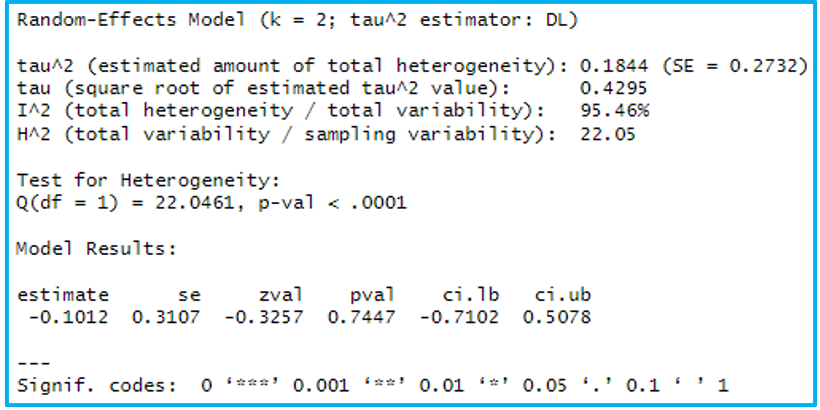 Random-Effects Model (k = 2; tau^2 estimator: DL)
tau^2 (estimated amount of total heterogeneity): 0.1844 (SE = 0.2732)
tau (square root of estimated tau^2 value): 0.4295
I^2 (total heterogeneity / total variability): 95.46%
H^2 (total variability / sampling variability): 22.05
Test for Heterogeneity:
Q(df = 1) = 22.0461, p-val < .0001
Model Results:
estimate se zval pval ci.lb ci.ub
-0.1012 0.3107 -0.3257 0.7447 -0.7102 0.5078
---
Signif. codes: 0 ‘***’ 0.001 ‘**’ 0.01 ‘*’ 0.05 ‘.’ 0.1 ‘ ’ 1